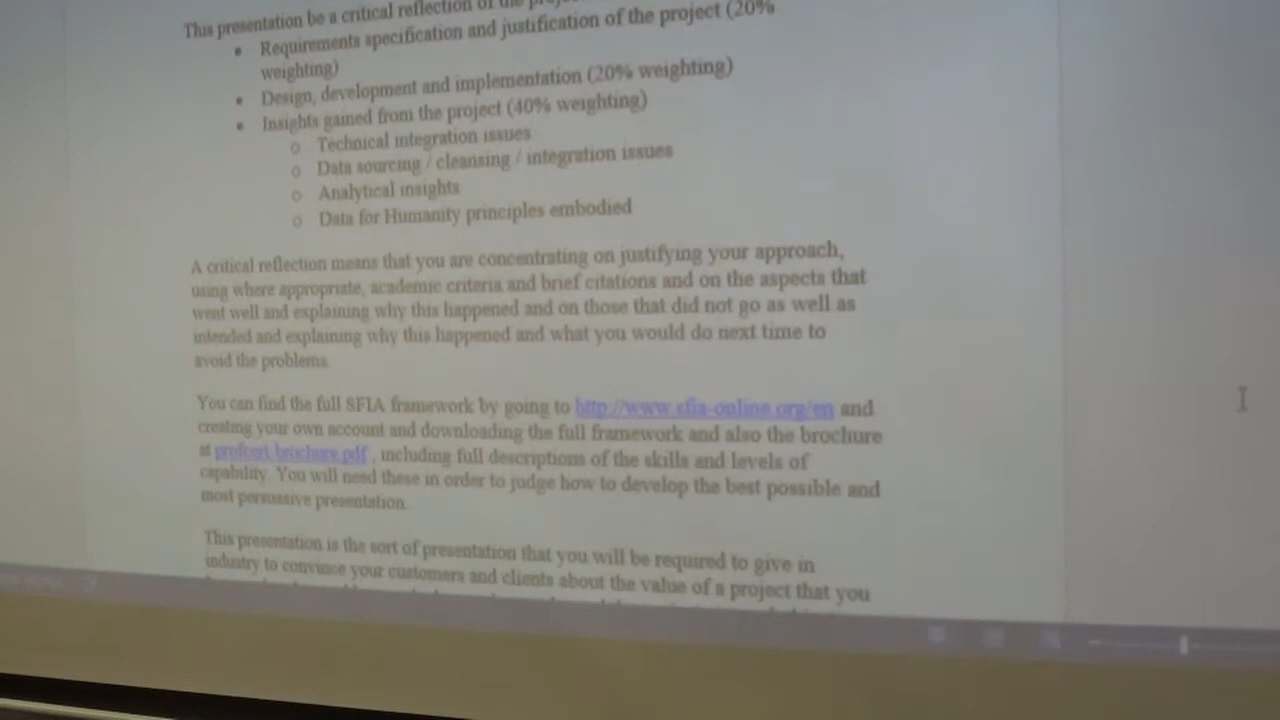 This presentation be a critical reflection of the
• Requirements specification and justification of the project (20%
weighting)
• Design, development and implementation (20% weighting)
• Insights gained from the project (40% weighting)
o Technical integration issues
o Data sourcing / cleansing / integration issues
o Analytical insights
o Data for Humanity principles embodied
A critical reflection means that you are concentrating on justifying your approach,
using where appropriate, academic criteria and brief citations and on the aspects that
went well and explaining why this happened and on those that did not go as well as
intended and explaining why this happened and what you would do next time to
avoid the problems.
You can find the full SFIA framework by going to http://www.sfia-online.org/en and
creating your own account and downloading the full framework and also the brochure
at profcert-brochure.pdf , including full descriptions of the skills and levels of
capability. You will need these in order to judge how to develop the best possible and
most persuasive presentation.
This presentation is the sort of presentation that you will be required to give in
industry to convince your customers and clients about the value of a project that you